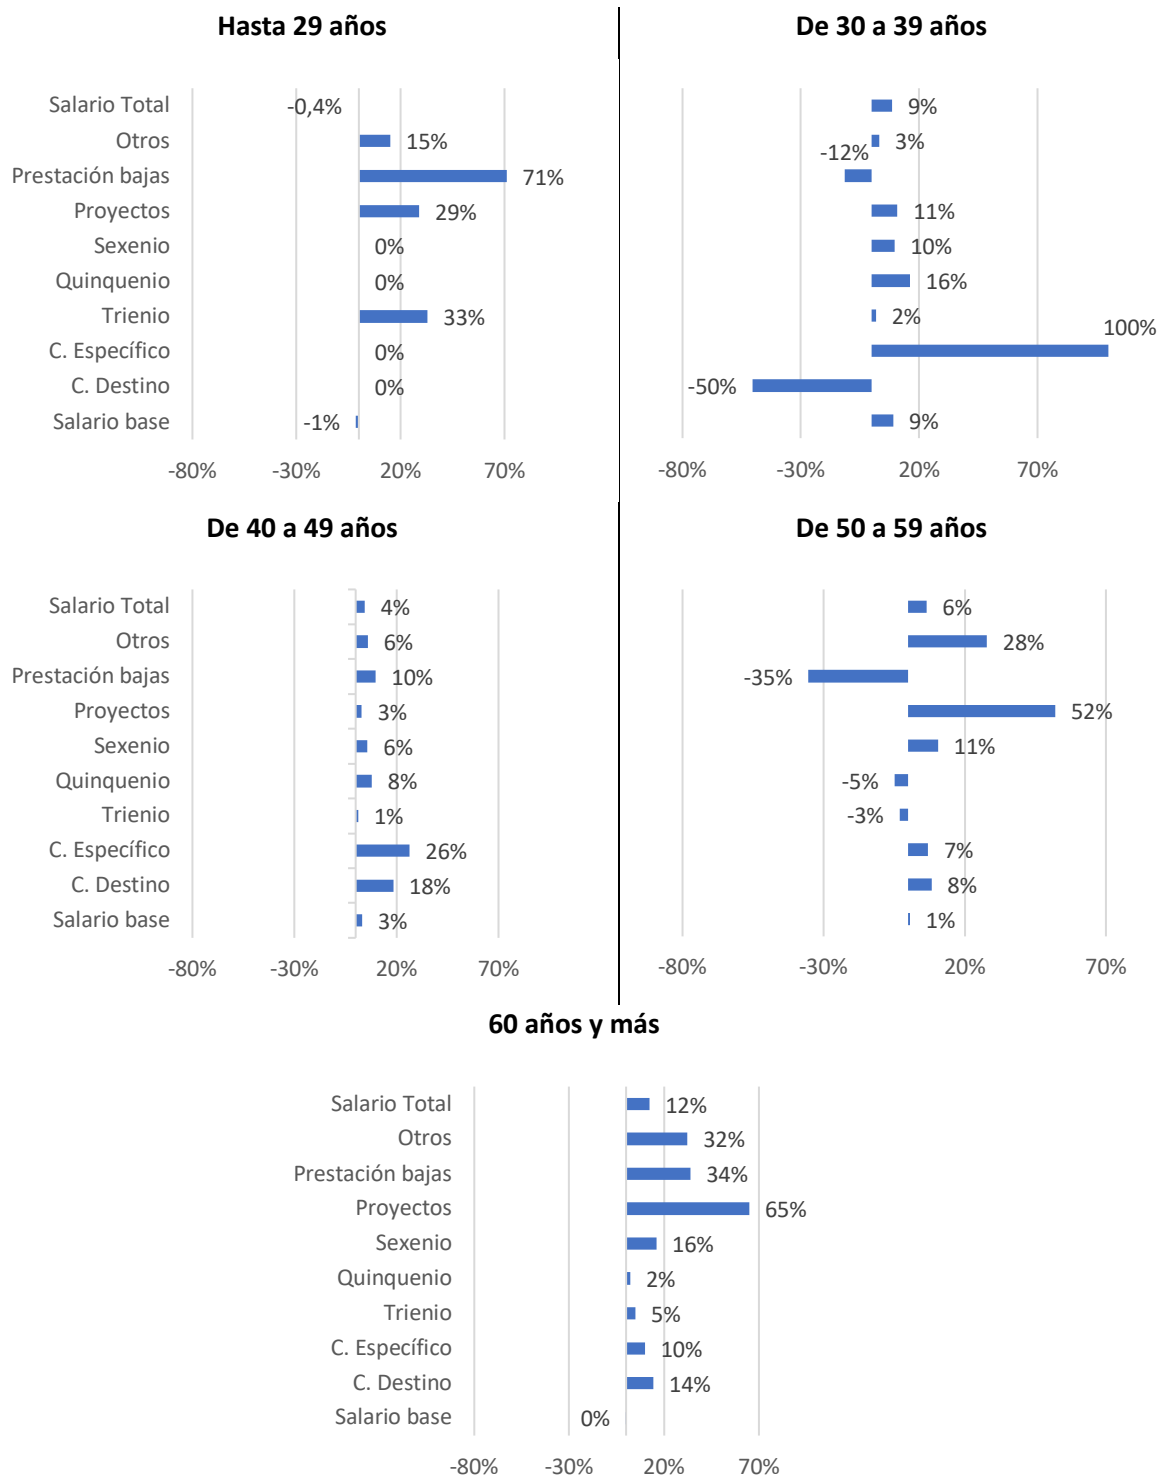 Hasta 29 años
Salario Total -0,4%
Otros 15%
Prestación bajas 71%
Proyectos 29%
Sexenio 0%
Quinquenio 0%
Trienio 33%
C. Específico 0%
C. Destino 0%
Salario base -1%
-80% -30% 20% 70%
De 30 a 39 años
9%
3%
-12%
11%
10%
16%
2%
100%
-50%
9%
-80% -30% 20% 70%
De 40 a 49 años
Salario Total 4%
Otros 6%
Prestación bajas 10%
Proyectos 3%
Sexenio 6%
Quinquenio 8%
Trienio 1%
C. Específico 26%
C. Destino 18%
Salario base 3%
-80% -30% 20% 70%
De 50 a 59 años
6%
28%
-35%
52%
11%
-5%
-3%
7%
8%
1%
-80% -30% 20% 70%
60 años y más
Salario Total 12%
Otros 32%
Prestación bajas 34%
Proyectos 65%
Sexenio 16%
Quinquenio 2%
Trienio 5%
C. Específico 10%
C. Destino 14%
Salario base 0%
-80% -30% 20% 70%